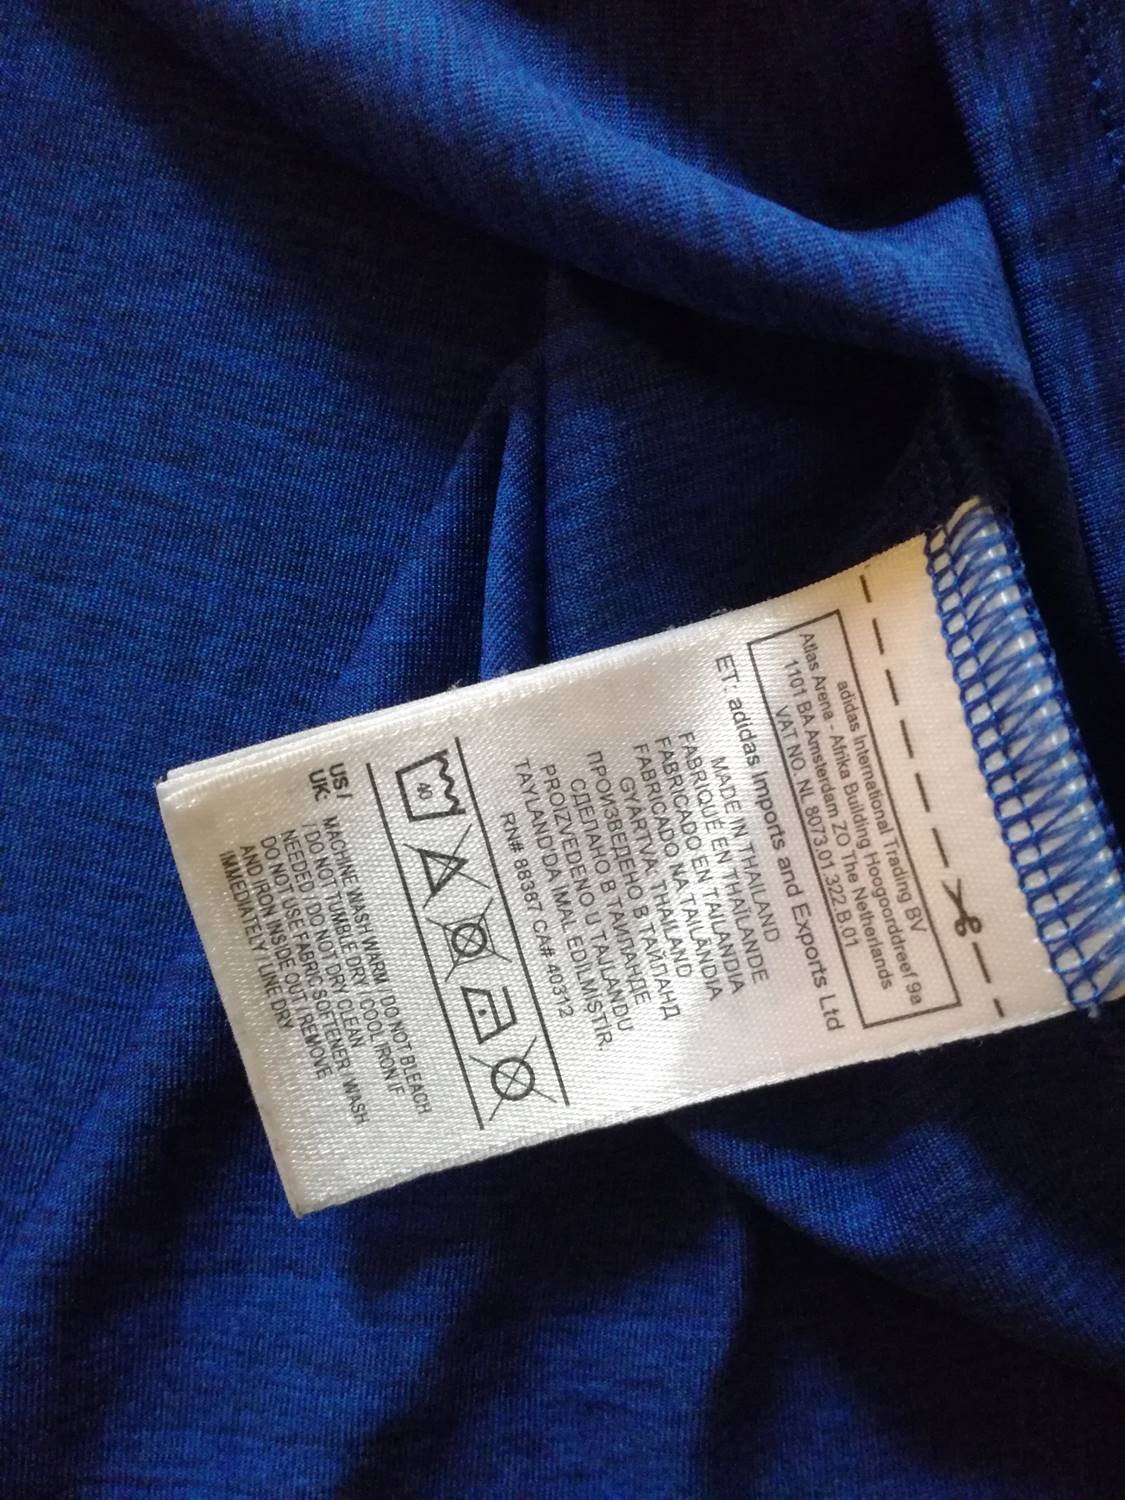 adidas International Trading BV
Atlas Arena - Afrika Building Hoogoorddreef 9a
1101 BA Amsterdam ZO The Netherlands
VAT NO. NL 8073.01.322.B.01
ET: adidas Imports and Exports Ltd
MADE IN THAILAND
FABRIQUÉ EN THAÏLANDE
FABRICADO EN TAILANDIA
FABRICADO NA TAILÂNDIA
GYÁRTVA: THAILAND
ПРОИЗВЕДЕНО В ТАЙЛАНД
СДЕЛАНО В ТАИЛАНДЕ
PROIZVEDENO U TAJLANDU
TAYLAND'DA İMAL EDİLMİŞTİR.
RN# 88387 CA# 40312
40
US / UK: MACHINE WASH WARM / DO NOT BLEACH
/ DO NOT TUMBLE DRY / COOL IRON IF
NEEDED / DO NOT DRY CLEAN
DO NOT USE FABRIC SOFTENER / WASH
AND IRON INSIDE OUT / REMOVE
IMMEDIATELY / LINE DRY